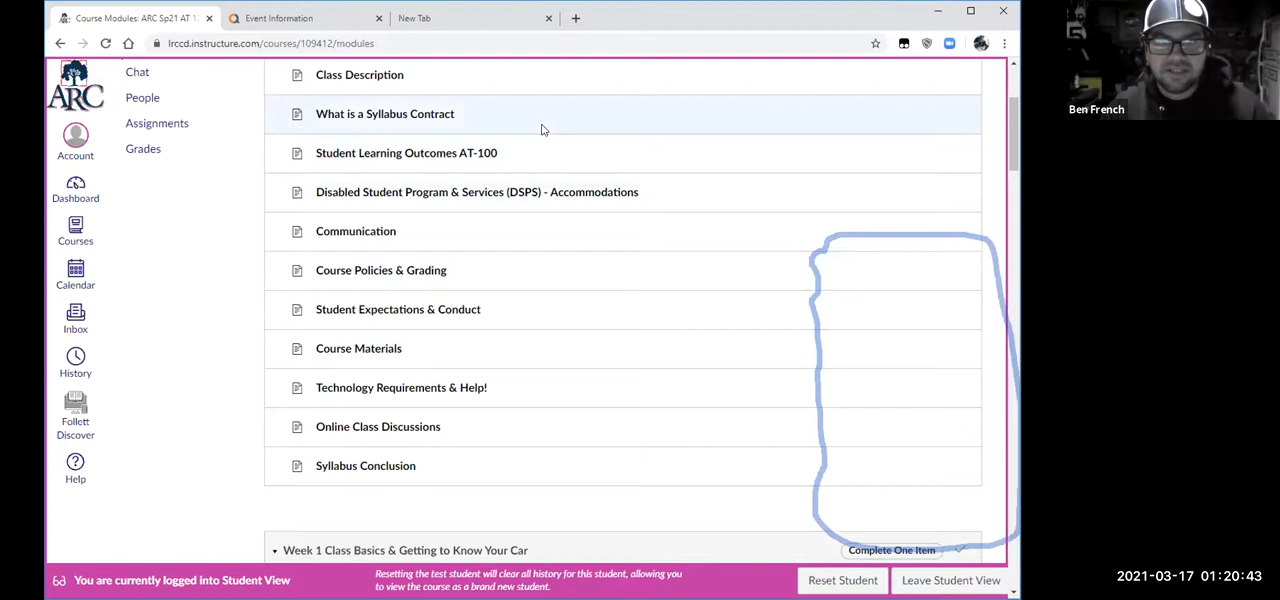 Course Modules: ARC Sp21 AT 1
Event Information
New Tab
lrccd.instructure.com/courses/109412/modules
ARC
Account
Dashboard
Courses
Calendar
Inbox
History
Follett
Discover
Help
Chat
People
Assignments
Grades
Class Description
What is a Syllabus Contract
Student Learning Outcomes AT-100
Disabled Student Program & Services (DSPS) - Accommodations
Communication
Course Policies & Grading
Student Expectations & Conduct
Course Materials
Technology Requirements & Help!
Online Class Discussions
Syllabus Conclusion
Week 1 Class Basics & Getting to Know Your Car
Complete One Item
You are currently logged into Student View
Resetting the test student will clear all history for this student, allowing you
to view the course as a brand new student.
Reset Student
Leave Student View
Ben French
2021-03-17 01:20:43